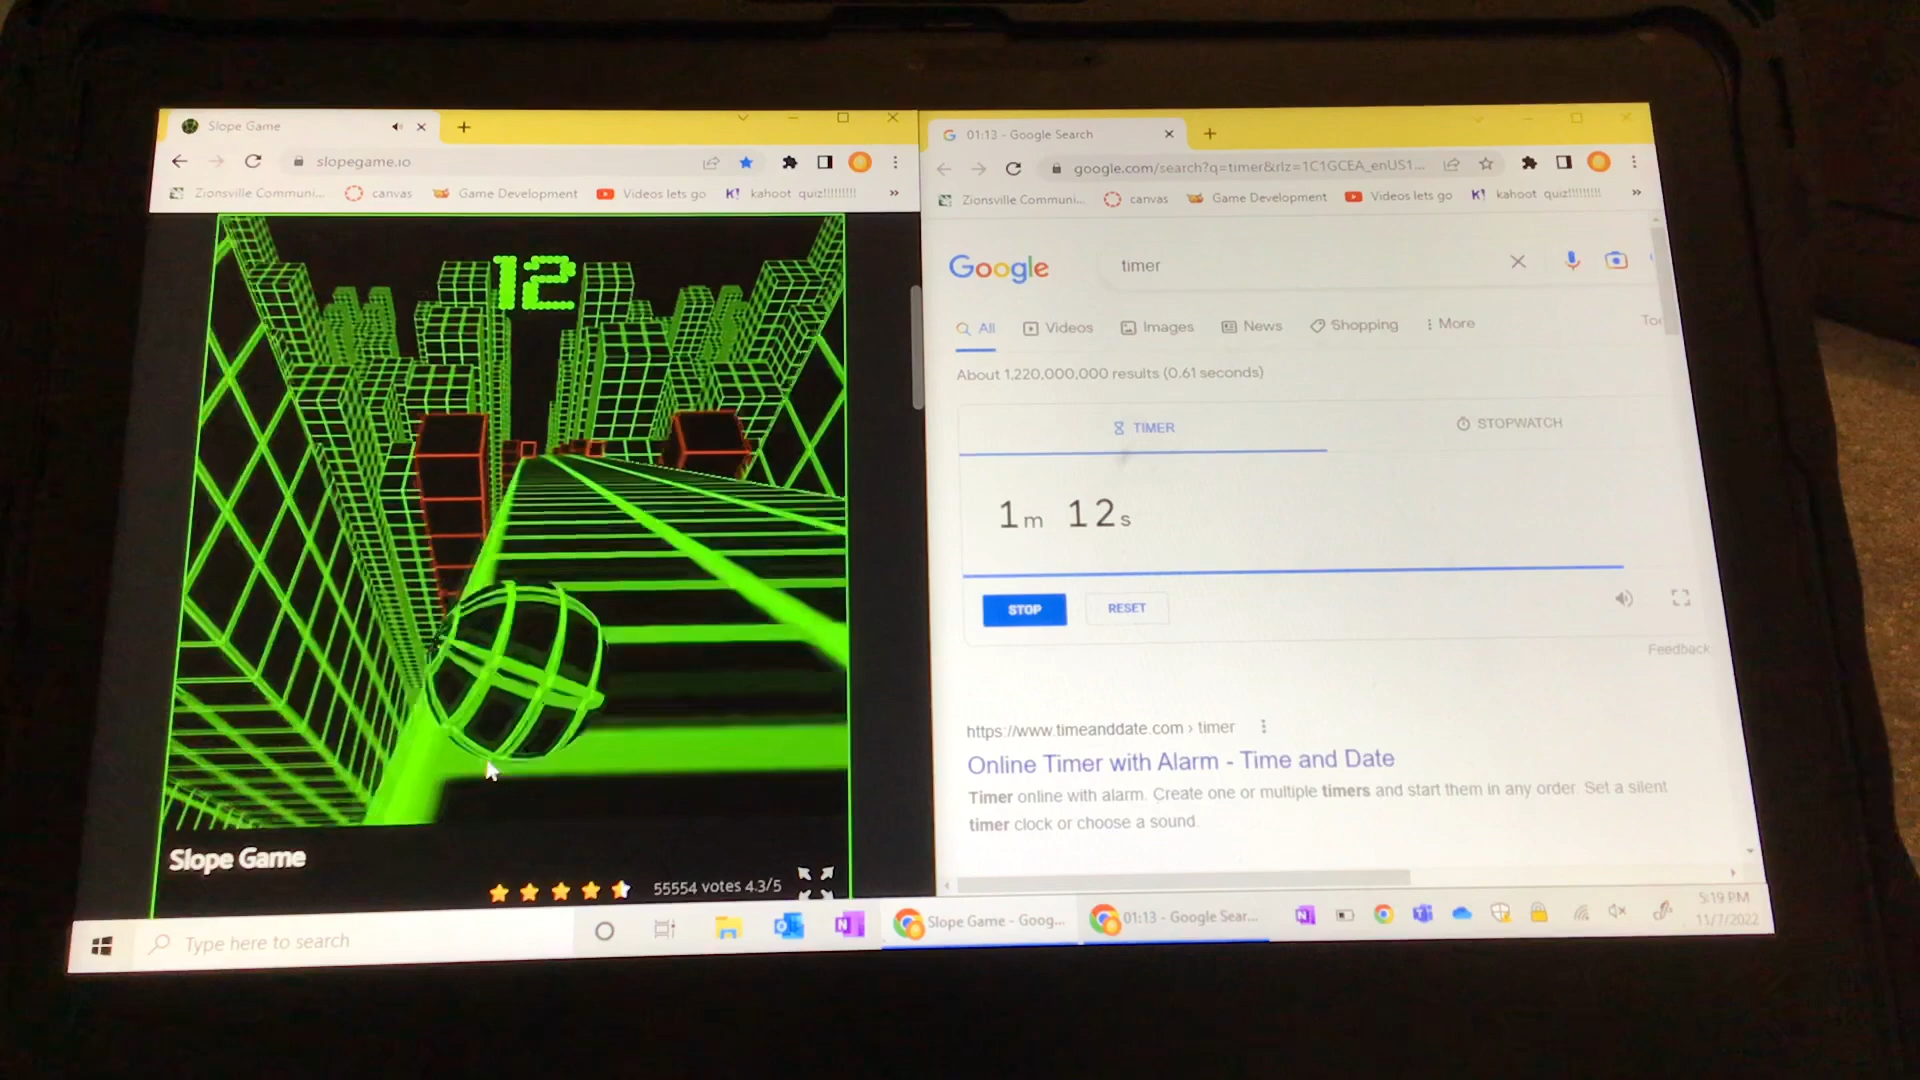 Slope Game
slopegame.io
Zionsville Communi... canvas Game Development Videos lets go K! kahoot quiz!!!!!!!!! »
12
Slope Game
55554 votes 4.3/5
01:13 - Google Search
google.com/search?q=timer&rlz=1C1GCEA_enUS1...
Zionsville Communi... canvas Game Development Videos lets go K! kahoot quiz!!!!!!!!! »
Google timer
All Videos Images News Shopping More
About 1,220,000,000 results (0.61 seconds)
TIMER STOPWATCH
1m 12s
STOP RESET
Feedback
https://www.timeanddate.com › timer
Online Timer with Alarm - Time and Date
Timer online with alarm. Create one or multiple timers and start them in any order. Set a silent
timer clock or choose a sound.
Type here to search
Slope Game - Goog...
01:13 - Google Sear...
5:19 PM
11/7/2022